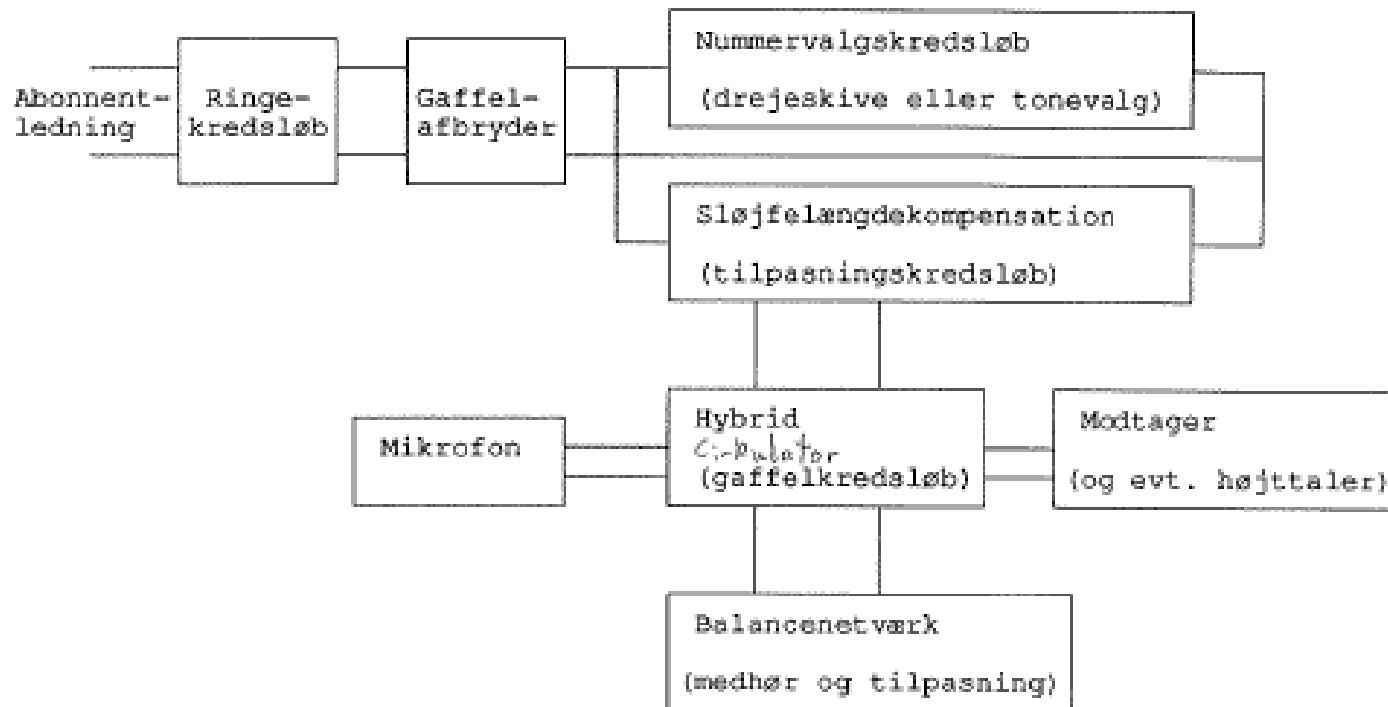 Abonnent-
ledning
Ringe-
kredsløb
Gaffel-
afbryder
Nummervalgskredsløb
(drejeskive eller tonevalg)
Sløjfelængdekompensation
(tilpasningskredsløb)
Mikrofon
Hybrid
(gaffelkredsløb)
Modtager
(og evt. højttaler)
Balancenetværk
(medhør og tilpasning)